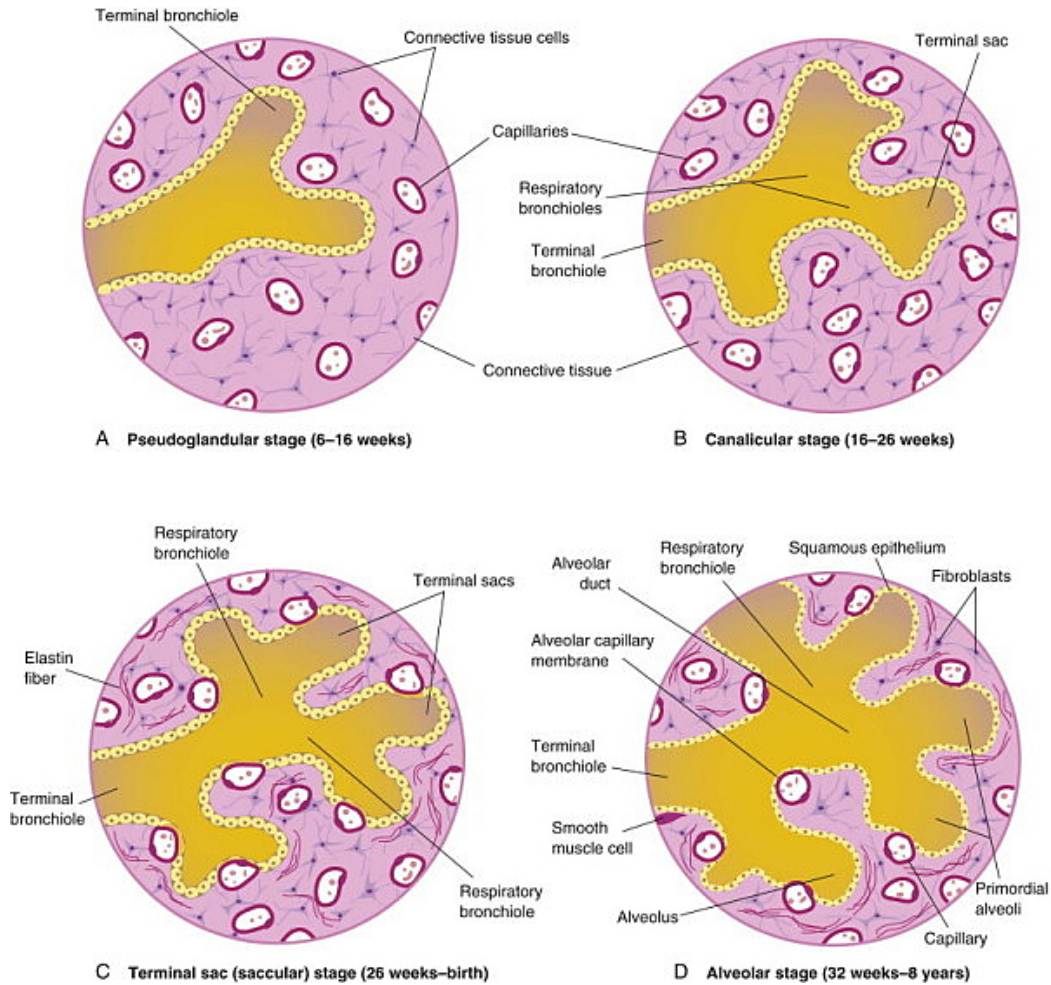 Terminal bronchiole
Connective tissue cells
Terminal sac
Capillaries
Respiratory
bronchioles
Terminal
bronchiole
Connective tissue
A Pseudoglandular stage (6–16 weeks)
B Canalicular stage (16–26 weeks)
Respiratory
bronchiole
Terminal sacs
Elastin
fiber
Terminal
bronchiole
Respiratory
bronchiole
C Terminal sac (saccular) stage (26 weeks–birth)
Respiratory
bronchiole
Squamous epithelium
Alveolar
duct
Fibroblasts
Alveolar capillary
membrane
Terminal
bronchiole
Smooth
muscle cell
Alveolus
Primordial
alveoli
Capillary
D Alveolar stage (32 weeks–8 years)